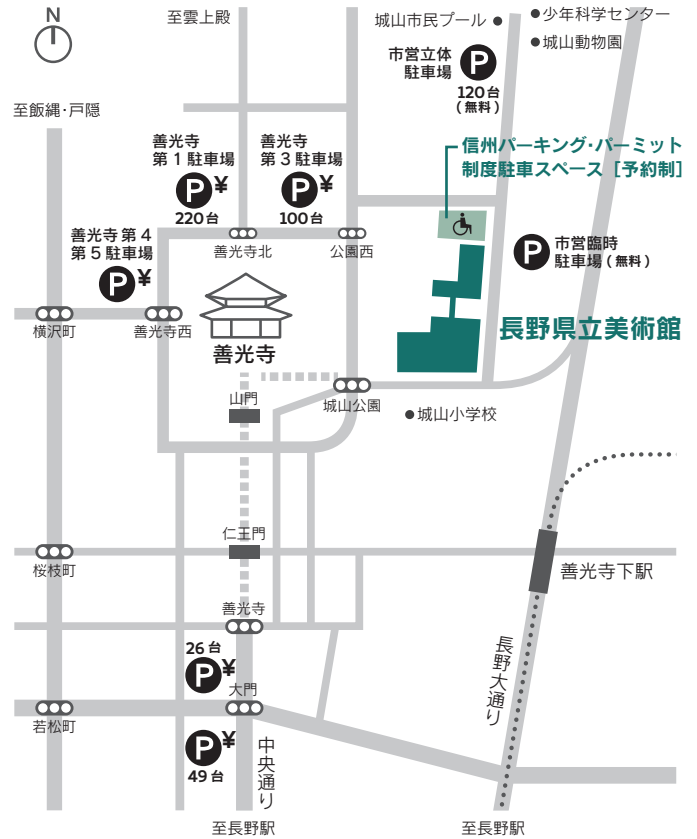 N
至雲上殿
城山市民プール
少年科学センター
城山動物園
市営立体
駐車場
P
120台
(無料)
至飯縄・戸隠
善光寺
第1駐車場
P ¥
220台
善光寺
第3駐車場
P ¥
100台
信州パーキング・パーミット
制度駐車スペース [予約制]
善光寺第4
第5駐車場
P ¥
善光寺北
公園西
P
市営臨時
駐車場(無料)
横沢町
善光寺西
善光寺
長野県立美術館
山門
城山公園
城山小学校
仁王門
桜枝町
善光寺下駅
善光寺
26台
P ¥
大門
若松町
P ¥
49台
中央通り
長野大通り
至長野駅
至長野駅